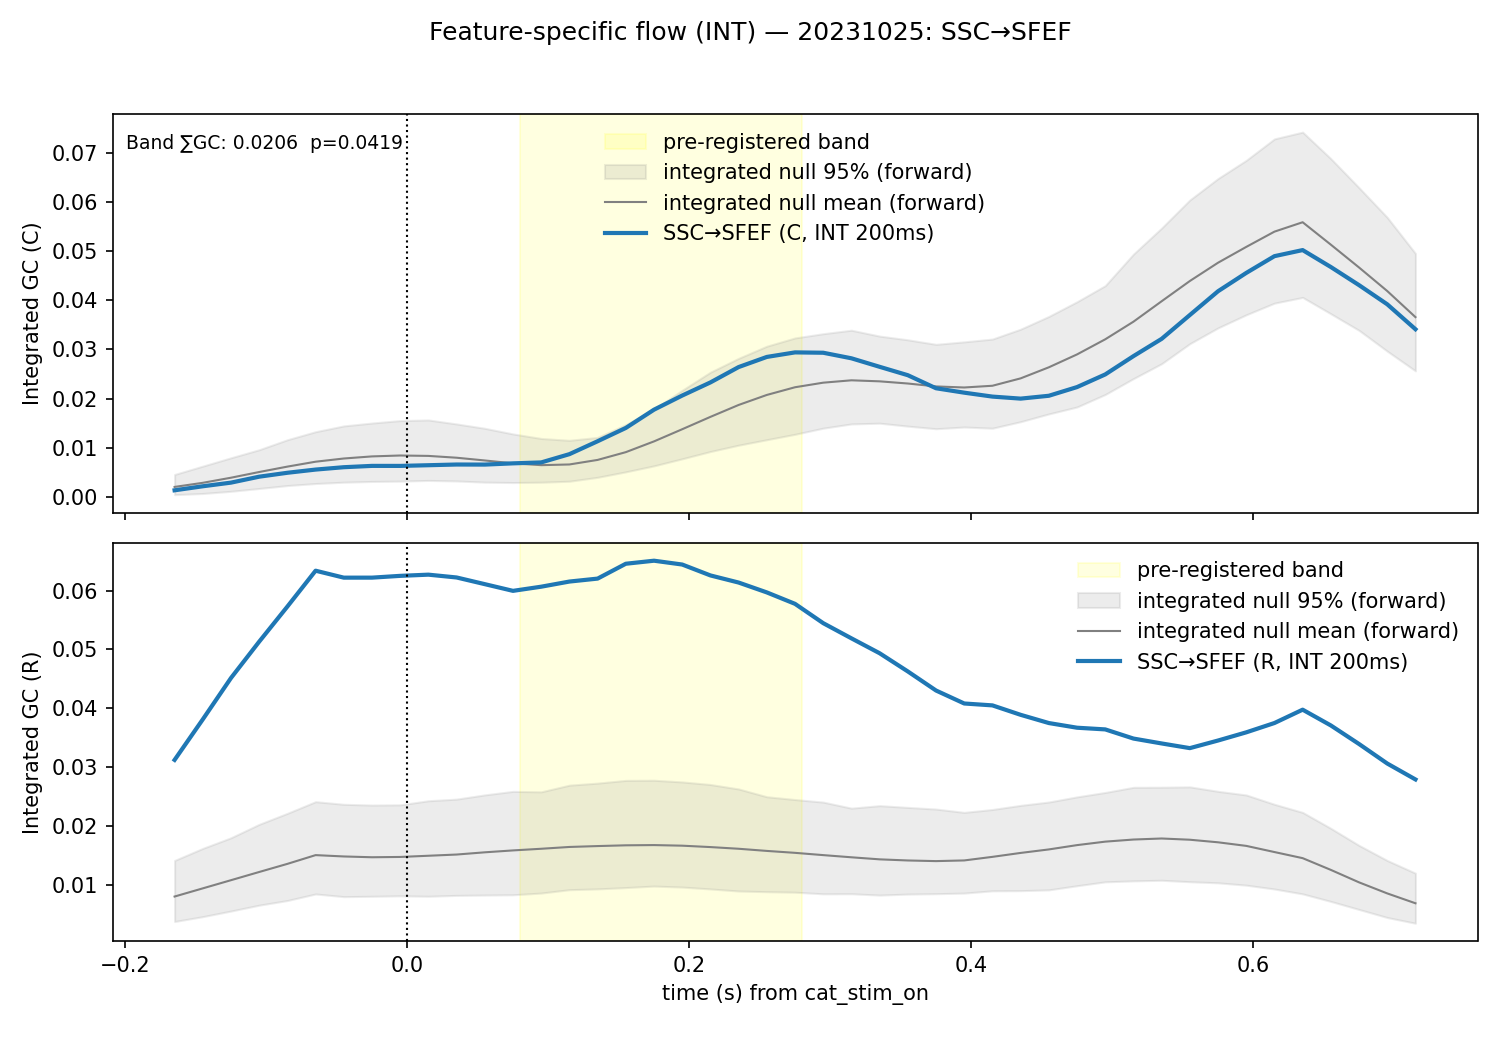 Feature-specific flow (INT) — 20231025: SSC→SFEF
Band ∑GC: 0.0206  p=0.0419
pre-registered band
integrated null 95% (forward)
integrated null mean (forward)
SSC→SFEF (C, INT 200ms)
Integrated GC (C)
0.07
0.06
0.05
0.04
0.03
0.02
0.01
0.00
pre-registered band
integrated null 95% (forward)
integrated null mean (forward)
SSC→SFEF (R, INT 200ms)
Integrated GC (R)
0.06
0.05
0.04
0.03
0.02
0.01
−0.2 0.0 0.2 0.4 0.6
time (s) from cat_stim_on